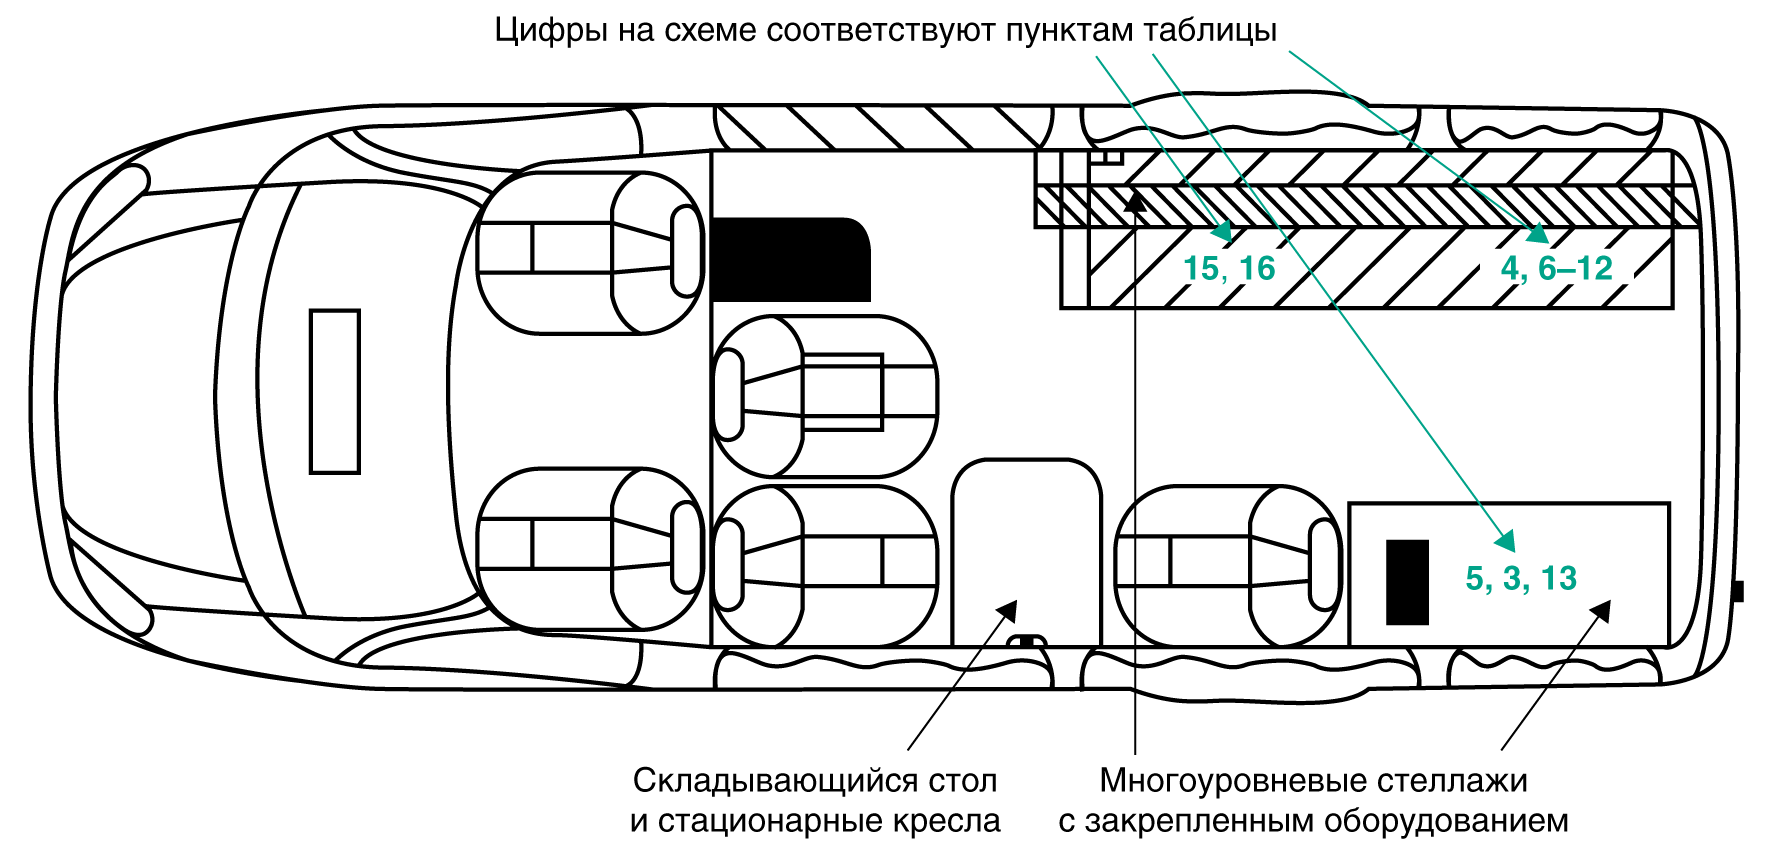 Цифры на схеме соответствуют пунктам таблицы
15, 16
4, 6–12
5, 3, 13
Складывающийся стол
и стационарные кресла
Многоуровневые стеллажи
с закрепленным оборудованием